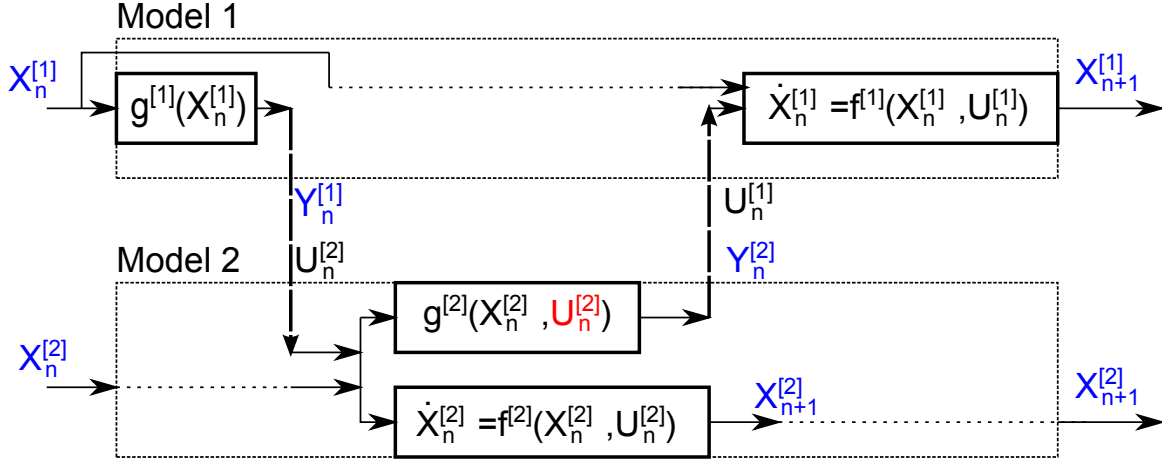 Model 1
X_n^[1]
g^[1](X_n^[1])
Ẋ_n^[1] =f^[1](X_n^[1] ,U_n^[1])
X_{n+1}^[1]
Y_n^[1]
U_n^[2]
U_n^[1]
Y_n^[2]
Model 2
X_n^[2]
g^[2](X_n^[2] ,U_n^[2])
Ẋ_n^[2] =f^[2](X_n^[2] ,U_n^[2])
X_{n+1}^[2]
X_{n+1}^[2]